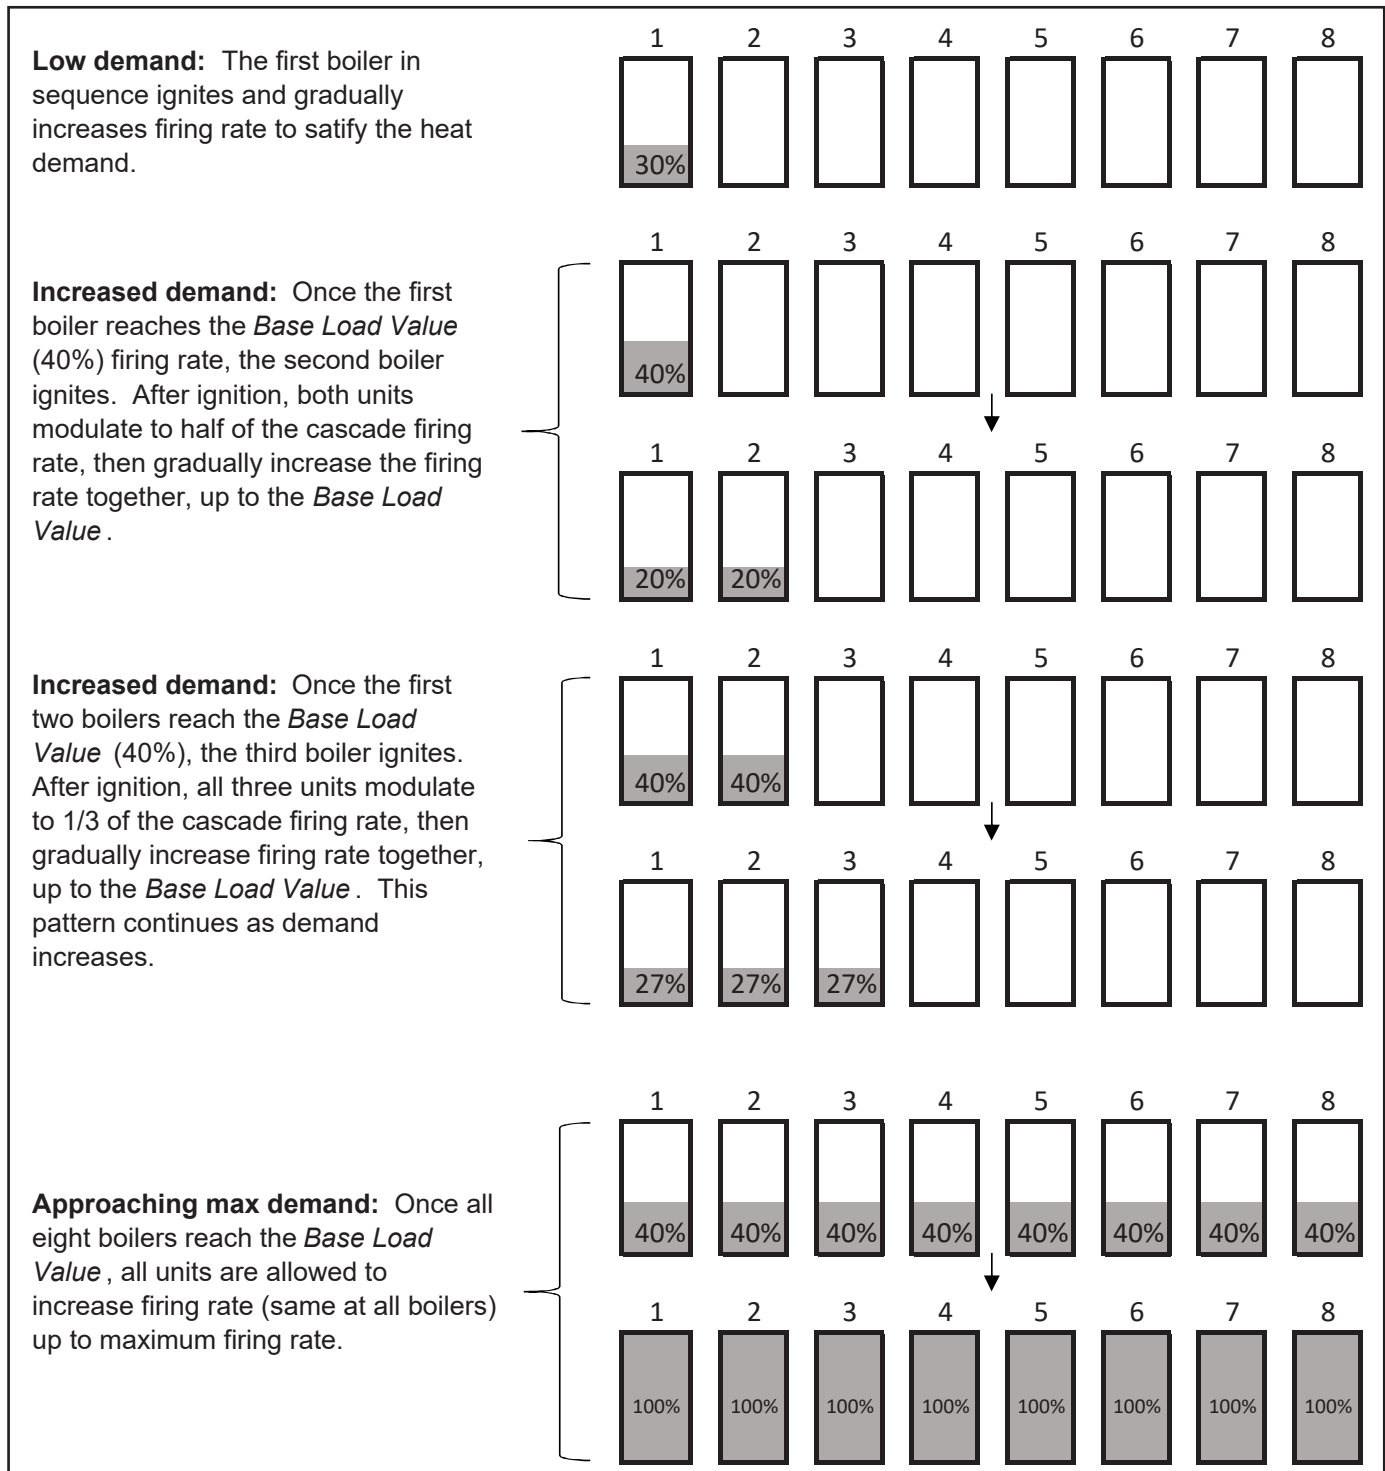 Low demand: The first boiler in
sequence ignites and gradually
increases firing rate to satify the heat
demand.
1 2 3 4 5 6 7 8
30%
Increased demand: Once the first
boiler reaches the Base Load Value
(40%) firing rate, the second boiler
ignites. After ignition, both units
modulate to half of the cascade firing
rate, then gradually increase the firing
rate together, up to the Base Load
Value .
1 2 3 4 5 6 7 8
40%
1 2 3 4 5 6 7 8
20% 20%
Increased demand: Once the first
two boilers reach the Base Load
Value (40%), the third boiler ignites.
After ignition, all three units modulate
to 1/3 of the cascade firing rate, then
gradually increase firing rate together,
up to the Base Load Value . This
pattern continues as demand
increases.
1 2 3 4 5 6 7 8
40% 40%
1 2 3 4 5 6 7 8
27% 27% 27%
Approaching max demand: Once all
eight boilers reach the Base Load
Value , all units are allowed to
increase firing rate (same at all boilers)
up to maximum firing rate.
1 2 3 4 5 6 7 8
40% 40% 40% 40% 40% 40% 40% 40%
1 2 3 4 5 6 7 8
100% 100% 100% 100% 100% 100% 100% 100%